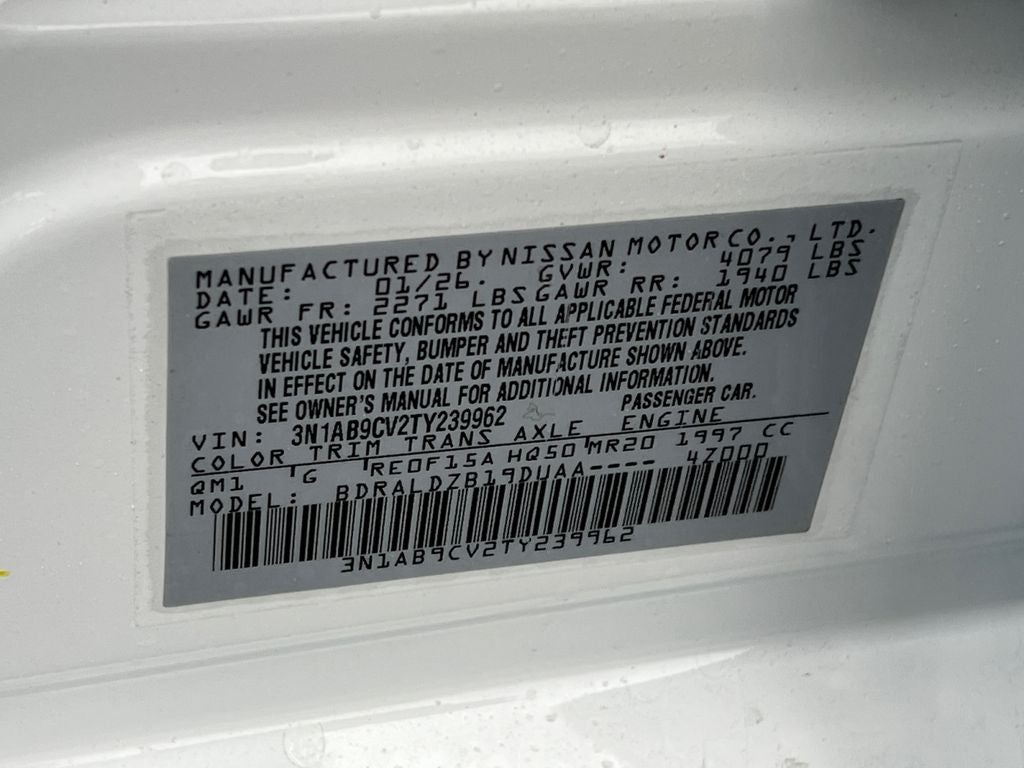 MANUFACTURED BY NISSAN MOTOR CO., LTD.
DATE: 01/26. GVWR: 4079 LBS
GAWR FR: 2271 LBS GAWR RR: 1940 LBS
THIS VEHICLE CONFORMS TO ALL APPLICABLE FEDERAL MOTOR
VEHICLE SAFETY, BUMPER AND THEFT PREVENTION STANDARDS
IN EFFECT ON THE DATE OF MANUFACTURE SHOWN ABOVE.
SEE OWNER'S MANUAL FOR ADDITIONAL INFORMATION.
VIN: 3N1AB9CV2TY239962 PASSENGER CAR.
COLOR TRIM TRANS AXLE ENGINE
QM1 'G 'RE0F15A HQ50'MR20 1997 CC
MODEL: BDRALDZB19DUAA---- 47000
3N1AB9CV2TY239962